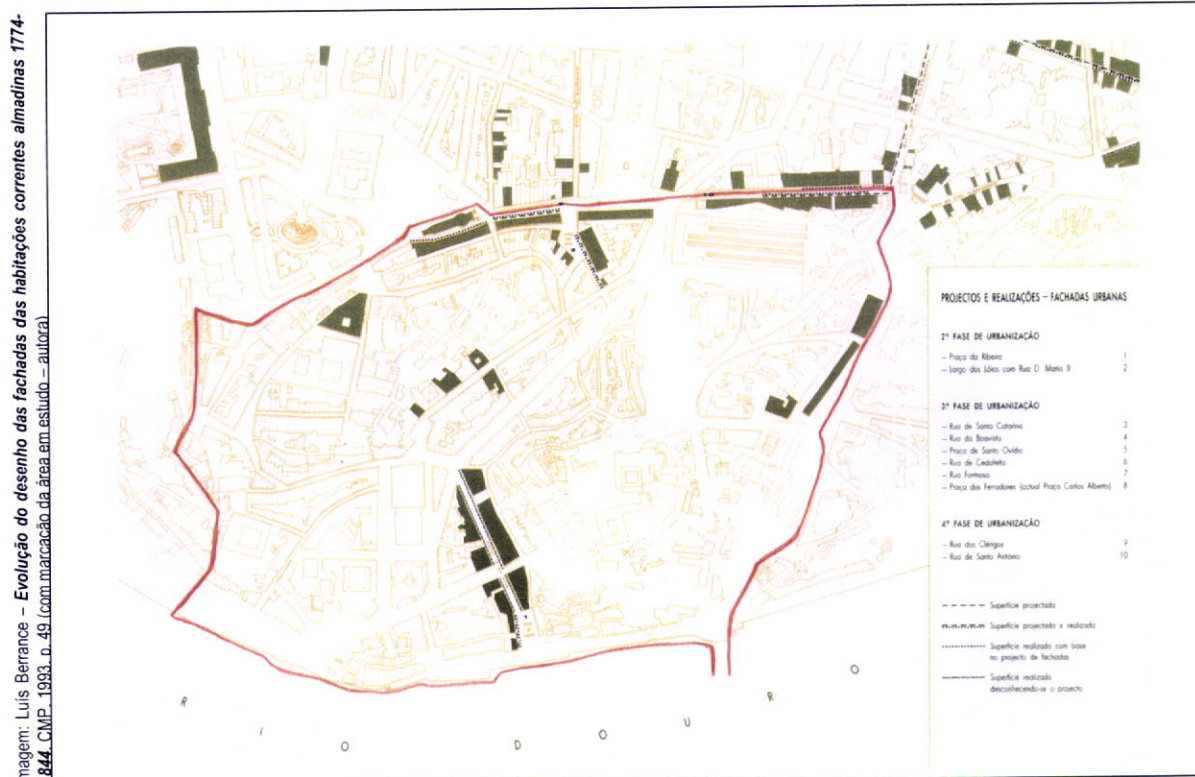 magem: Luís Berrance – Evolução do desenho das fachadas das habitações correntes almadinas 1774-
844. CMP, 1993. p. 49 (com marcação da área em estudo – autora)
PROJECTOS E REALIZAÇÕES – FACHADAS URBANAS
2ª FASE DE URBANIZAÇÃO
– Praça da Ribeira 1
– Largo dos Lóios com Rua D. Maria II 2
3ª FASE DE URBANIZAÇÃO
– Rua de Santa Catarina 3
– Rua da Boavista 4
– Praça de Santo Ovídio 5
– Rua de Cedofeita 6
– Rua Formosa 7
– Praça dos Ferradores (actual Praça Carlos Alberto) 8
4ª FASE DE URBANIZAÇÃO
– Rua dos Clérigos 9
– Rua de Santo António 10
Superfície projectada
Superfície projectada e realizada
Superfície realizada com base
no projecto de fachadas
Superfície realizada
desconhecendo-se o projecto
RIO DOURO